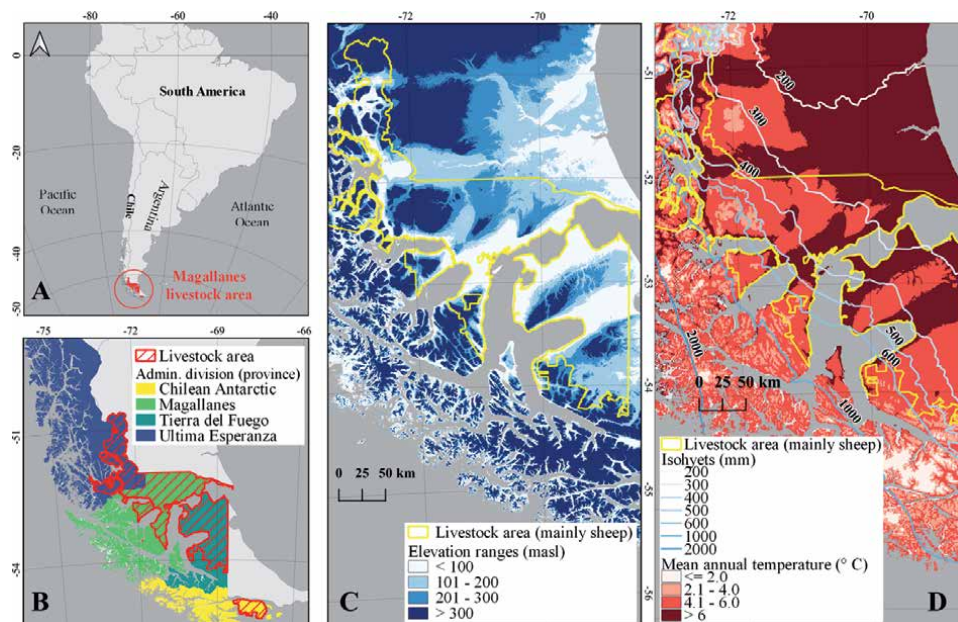 -80
-60
-40
0
South America
-20
Pacific
Ocean
Chile
Argentina
Atlantic
Ocean
-40
-50
Magallanes
livestock area
A
-75
-72
-69
-66
Livestock area
Admin. division (province)
Chilean Antarctic
Magallanes
Tierra del Fuego
Ultima Esperanza
-51
-54
B
-72
-70
-51
-52
-53
-54
-55
-56
0 25 50 km
Livestock area (mainly sheep)
Elevation ranges (masl)
< 100
101 - 200
201 - 300
> 300
C
-72
-70
-68
200
300
400
500
600
2000
1000
0 25 50 km
Livestock area (mainly sheep)
Isohyets (mm)
200
300
400
500
600
1000
2000
Mean annual temperature (° C)
<= 2.0
2.1 - 4.0
4.1 - 6.0
> 6
D